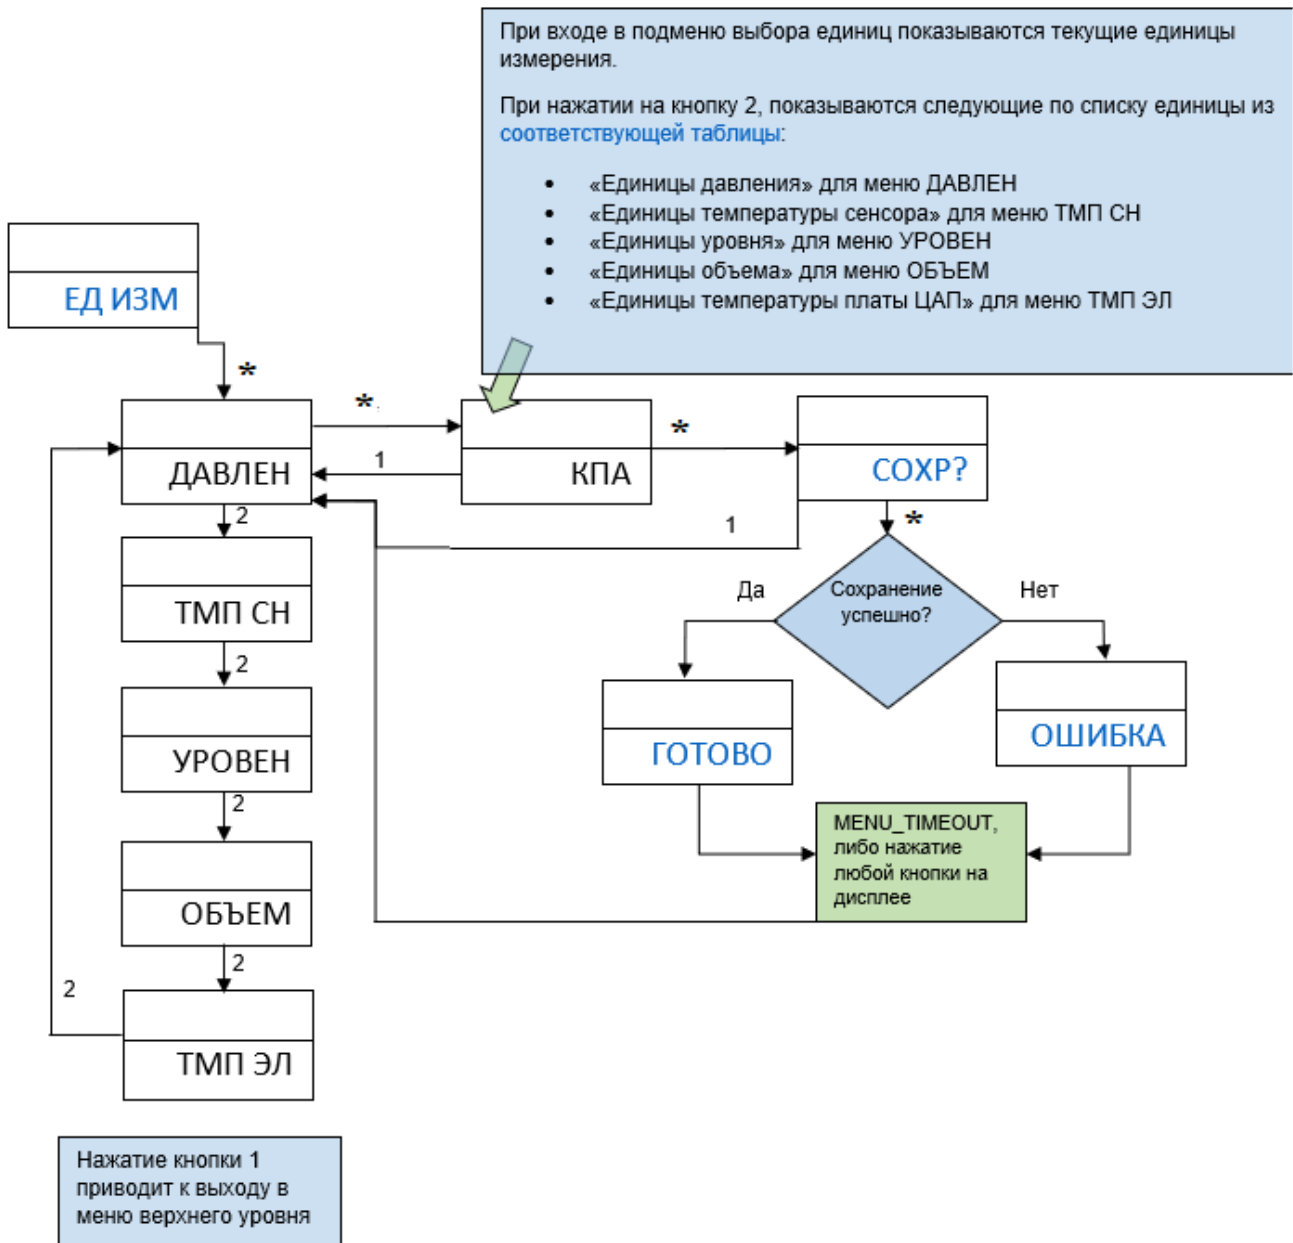 При входе в подменю выбора единиц показываются текущие единицы
измерения.
При нажатии на кнопку 2, показываются следующие по списку единицы из
соответствующей таблицы:
• «Единицы давления» для меню ДАВЛЕН
• «Единицы температуры сенсора» для меню ТМП СН
• «Единицы уровня» для меню УРОВЕН
• «Единицы объема» для меню ОБЪЕМ
• «Единицы температуры платы ЦАП» для меню ТМП ЭЛ
ЕД ИЗМ
*
*
*
1
ДАВЛЕН
КПА
СОХР?
2
1
*
ТМП СН
Да
Сохранение
успешно?
Нет
2
УРОВЕН
ГОТОВО
ОШИБКА
2
MENU_TIMEOUT,
либо нажатие
любой кнопки на
дисплее
ОБЪЕМ
2
2
ТМП ЭЛ
Нажатие кнопки 1
приводит к выходу в
меню верхнего уровня